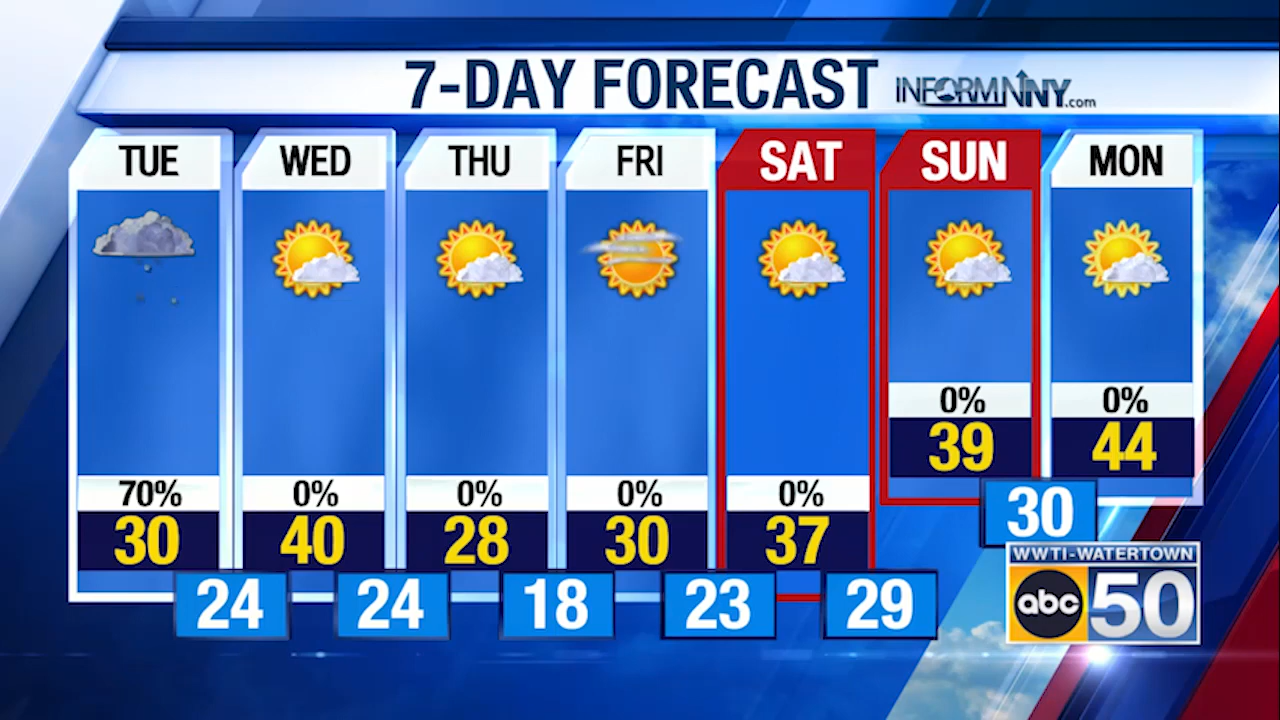 7-DAY FORECAST INFORMNNY.com
TUE WED THU FRI SAT SUN MON
0% 0%
39 44
70% 0% 0% 0% 0%
30 40 28 30 37
30
WWTI-WATERTOWN
24 24 18 23 29
abc 50